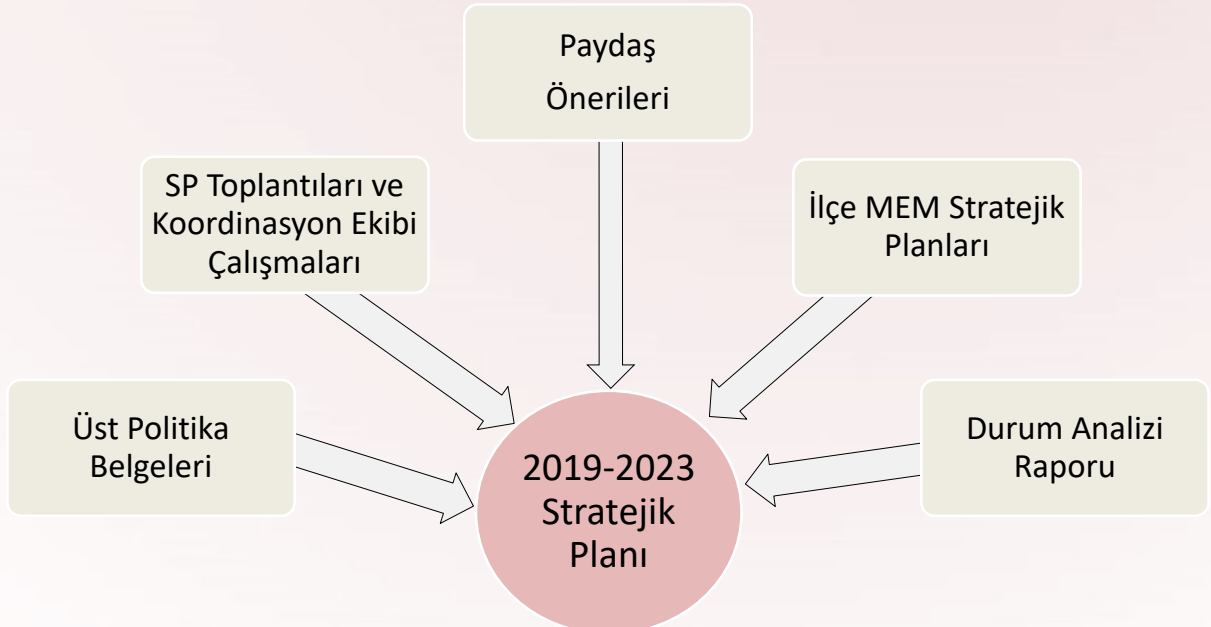 Paydaş
Önerileri
SP Toplantıları ve
Koordinasyon Ekibi
Çalışmaları
İlçe MEM Stratejik
Planları
Üst Politika
Belgeleri
Durum Analizi
Raporu
2019-2023
Stratejik
Planı